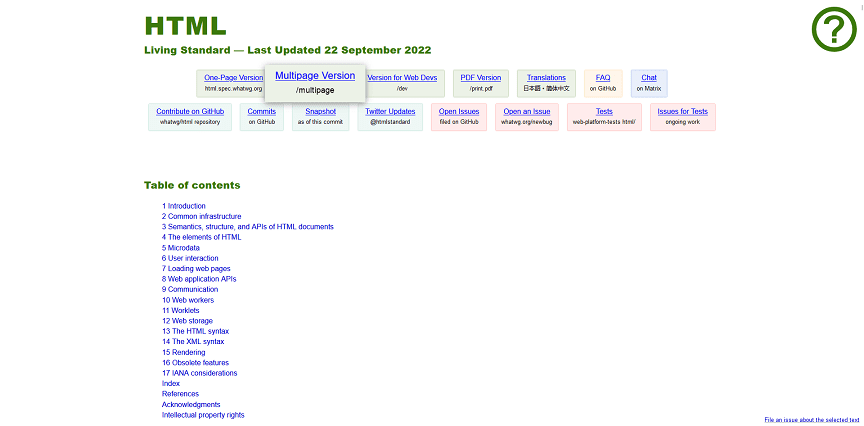 HTML
Living Standard — Last Updated 22 September 2022
One-Page Version
html.spec.whatwg.org
Multipage Version
/multipage
Version for Web Devs
/dev
PDF Version
/print.pdf
Translations
日本語 • 简体中文
FAQ
on GitHub
Chat
on Matrix
Contribute on GitHub
whatwg/html repository
Commits
on GitHub
Snapshot
as of this commit
Twitter Updates
@htmlstandard
Open Issues
filed on GitHub
Open an Issue
whatwg.org/newbug
Tests
web-platform-tests html/
Issues for Tests
ongoing work
Table of contents
1 Introduction
2 Common infrastructure
3 Semantics, structure, and APIs of HTML documents
4 The elements of HTML
5 Microdata
6 User interaction
7 Loading web pages
8 Web application APIs
9 Communication
10 Web workers
11 Worklets
12 Web storage
13 The HTML syntax
14 The XML syntax
15 Rendering
16 Obsolete features
17 IANA considerations
Index
References
Acknowledgments
Intellectual property rights
File an issue about the selected text